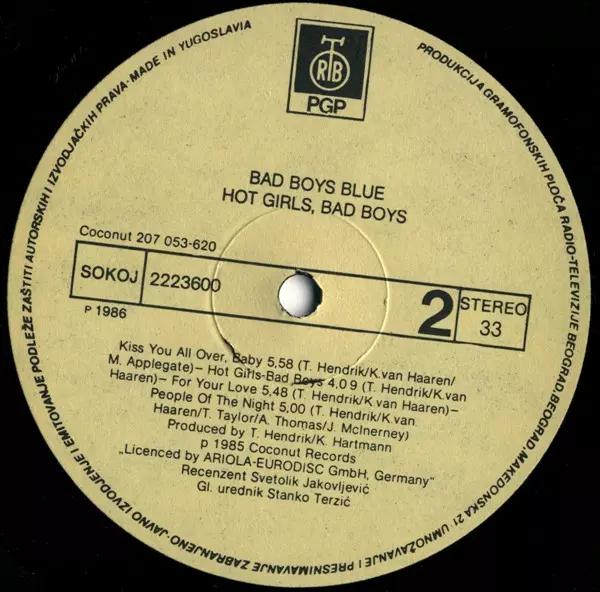 RTB
PGP
BAD BOYS BLUE
HOT GIRLS, BAD BOYS
Coconut 207 053-620
SOKOJ 2223600
2 STEREO 33
P 1986
Kiss You All Over, Baby 5,58 (T. Hendrik/K.van Haaren/
M. Applegate)– Hot Girls-Bad Boys 4.0 9 (T. Hendrik/K.van
Haaren)– For Your Love 5,48 (T. Hendrik/K.van Haaren)–
People Of The Night 5,00 (T. Hendrik/K.van
Haaren/T. Taylor/A. Thomas/J. McInerney)
Produced by T. Hendrik/K. Hartmann
p 1985 Coconut Records
„Licenced by ARIOLA-EURODISC GmbH, Germany“
Recenzent Svetolik Jakovljević
Gl. urednik Stanko Terzić
PRODUKCIJA GRAMOFONSKIH PLOČA RADIO-TELEVIZIJE BEOGRAD, BEOGRAD, MAKEDONSKA 21 · UMNOŽAVANJE I PRESNIMAVANJE ZABRANJENO · JAVNO IZVODJENJE I EMITOVANJE PODLEŽE ZAŠTITI AUTORSKIH I IZVODJAČKIH PRAVA · MADE IN YUGOSLAVIA